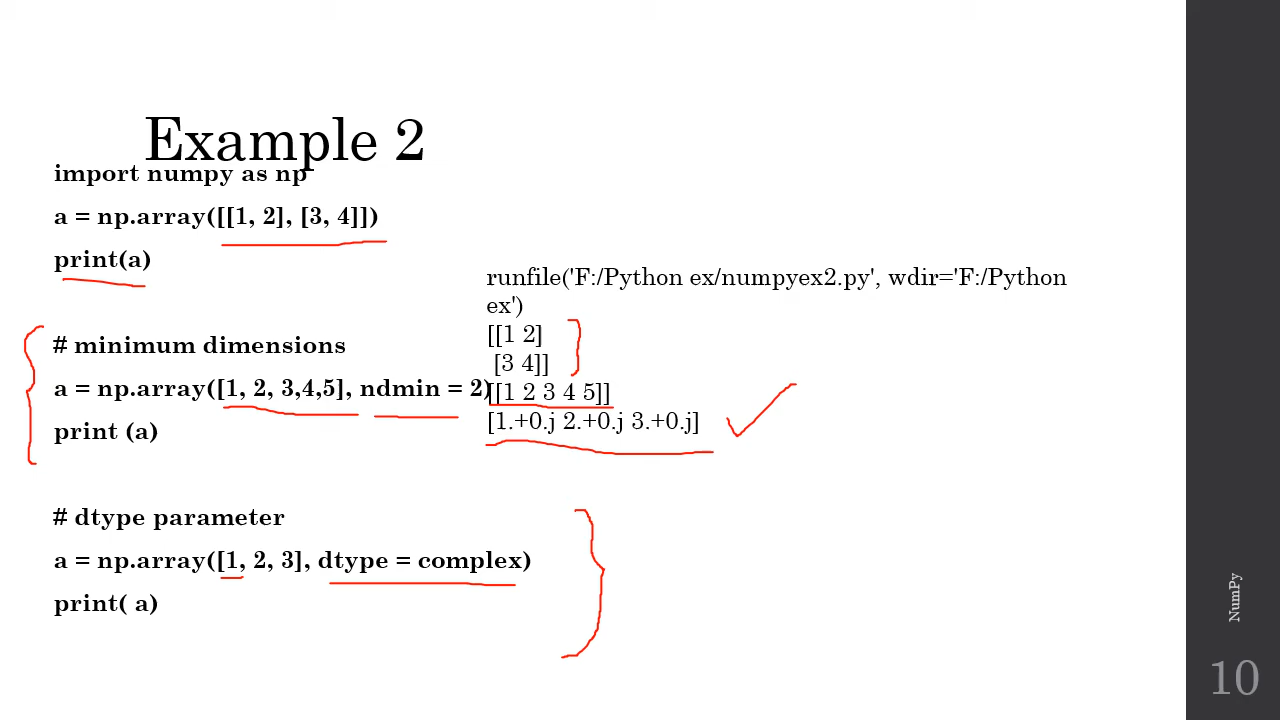 Example 2
import numpy as np
a = np.array([[1, 2], [3, 4]])
print(a)
# minimum dimensions
a = np.array([1, 2, 3,4,5], ndmin = 2)
print (a)
# dtype parameter
a = np.array([1, 2, 3], dtype = complex)
print( a)
runfile('F:/Python ex/numpyex2.py', wdir='F:/Python
ex')
[[1 2]
[3 4]]
[[1 2 3 4 5]]
[1.+0.j 2.+0.j 3.+0.j]
NumPy
10